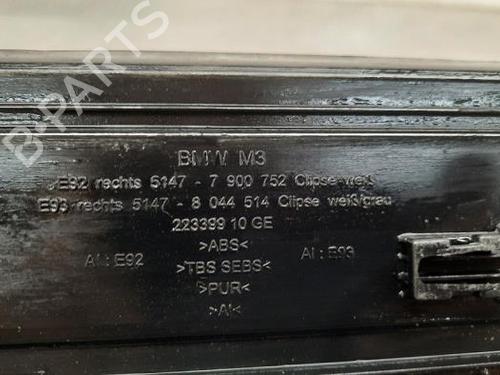 B-PARTS
BMW M3
E92 rechts 5147 - 7 900 752 Clipse weiß
E93 rechts 5147 - 8 044 514 Clipse weiß/grau
223399 10 GE
>ABS<
AI : E92 >TBS SEBS< AI : E93
>PUR<
>AI<